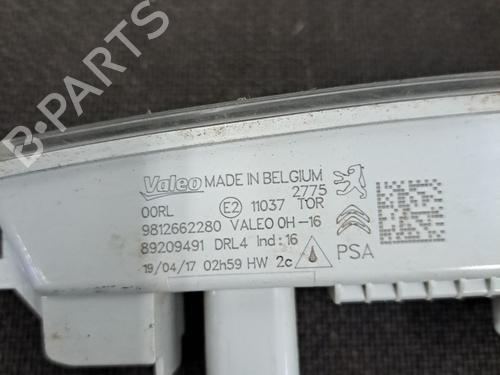 B-PARTS
Valeo MADE IN BELGIUM
2775
00RL E2 11037 TOR
9812662280 VALEO 0H-16
89209491 DRL4 Ind: 16
19/04/17 02h59 HW 2c PSA